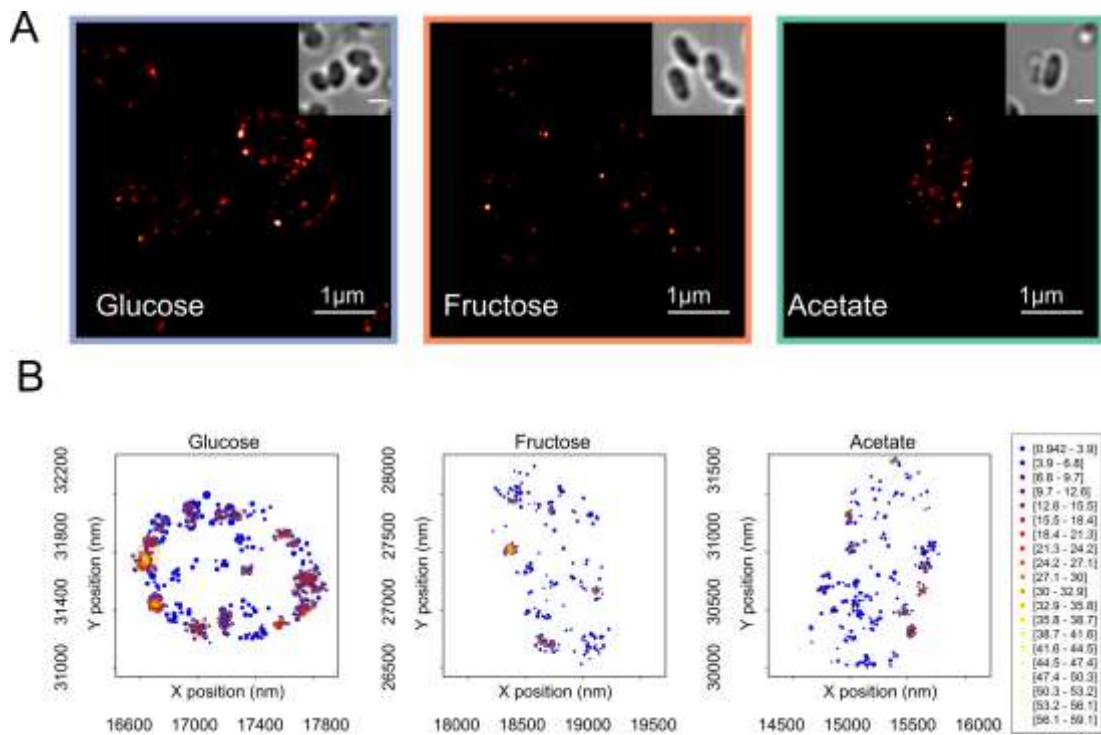 A
Glucose
1µm
Fructose
1µm
Acetate
1µm
B
Glucose
Y position (nm)
31000 31400 31800 32200
X position (nm)
16600 17000 17400 17800
Fructose
Y position (nm)
26500 27000 27500 28000
X position (nm)
18000 18500 19000 19500
Acetate
Y position (nm)
30000 30500 31000 31500
X position (nm)
14500 15000 15500 16000
[0.942 - 3.9]
[3.9 - 6.8]
[6.8 - 9.7]
[9.7 - 12.6]
[12.6 - 15.5]
[15.5 - 18.4]
[18.4 - 21.3]
[21.3 - 24.2]
[24.2 - 27.1]
[27.1 - 30]
[30 - 32.9]
[32.9 - 35.8]
[35.8 - 38.7]
[38.7 - 41.6]
[41.6 - 44.5]
[44.5 - 47.4]
[47.4 - 50.3]
[50.3 - 53.2]
[53.2 - 56.1]
[56.1 - 59.1]